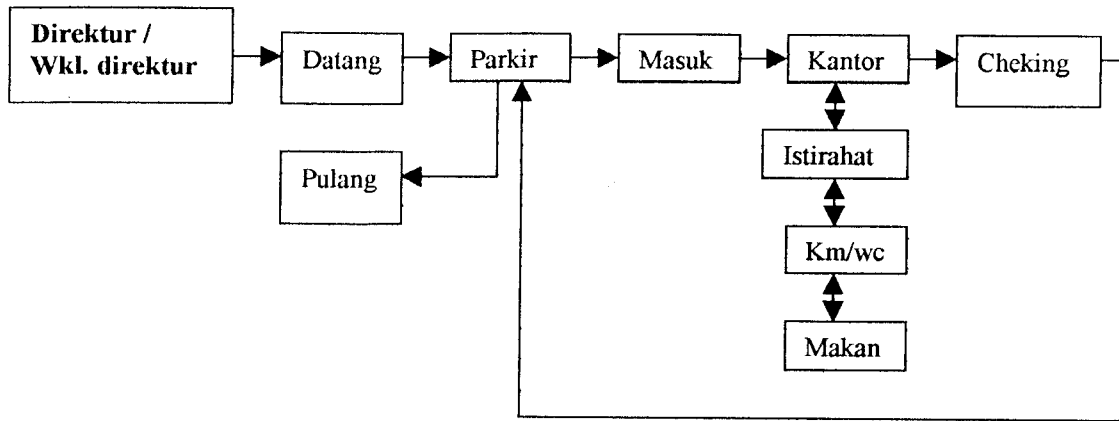 Direktur /
Wkl. direktur
Datang
Parkir
Masuk
Kantor
Cheking
Pulang
Istirahat
Km/wc
Makan